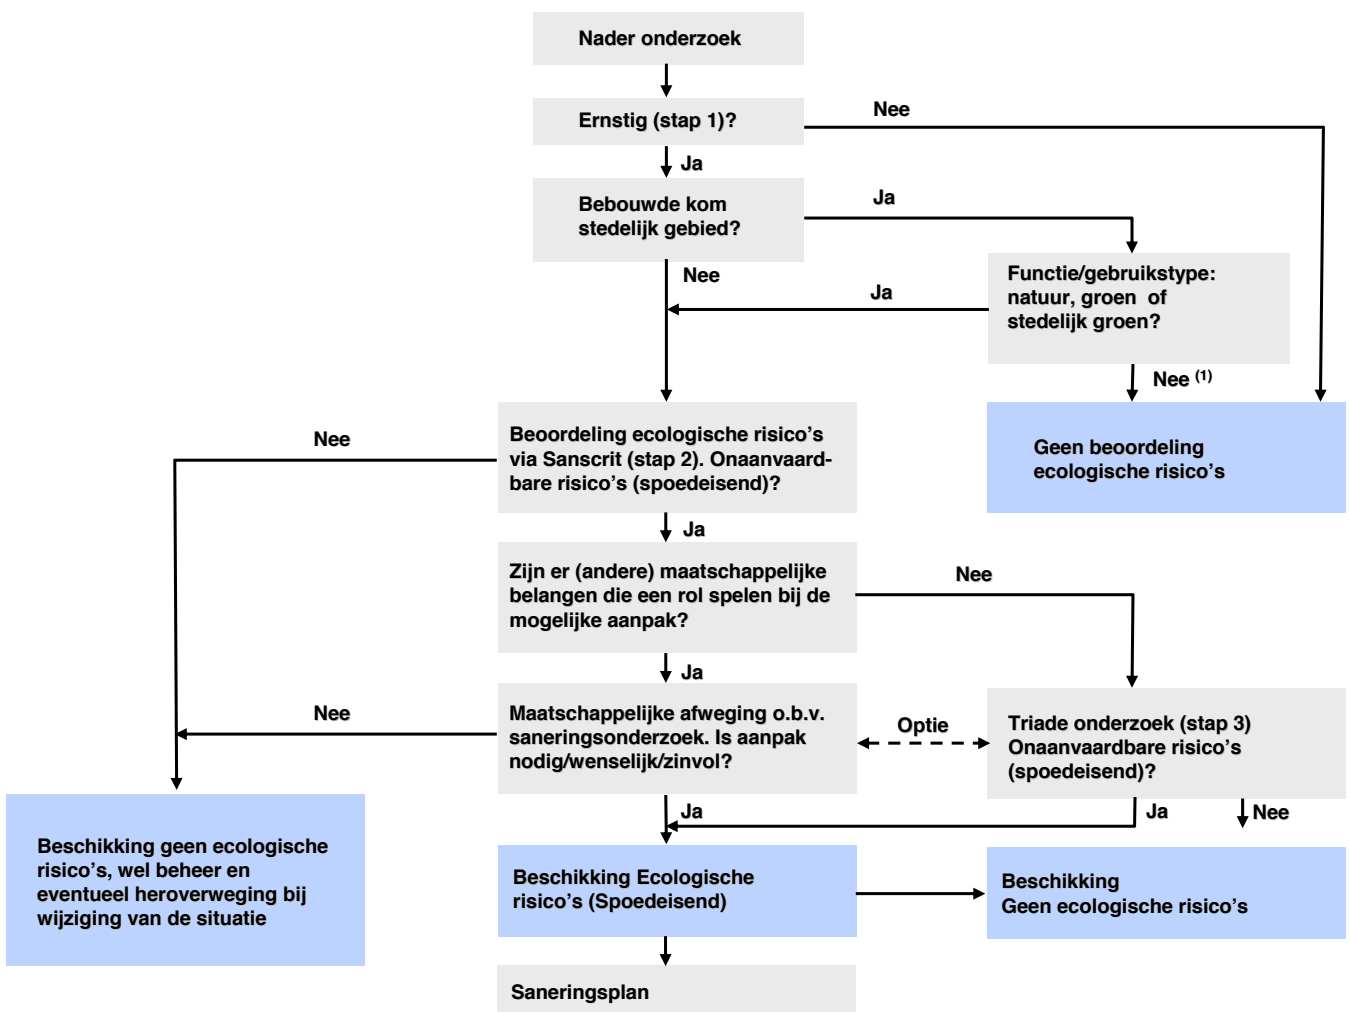 Nader onderzoek
Ernstig (stap 1)?
Nee
Ja
Bebouwde kom
stedelijk gebied?
Ja
Nee
Functie/gebruikstype:
natuur, groen of
stedelijk groen?
Ja
Nee (1)
Geen beoordeling
ecologische risico's
Beoordeling ecologische risico's
via Sanscrit (stap 2). Onaanvaard-
bare risico's (spoedeisend)?
Nee
Ja
Zijn er (andere) maatschappelijke
belangen die een rol spelen bij de
mogelijke aanpak?
Nee
Ja
Maatschappelijke afweging o.b.v.
saneringsonderzoek. Is aanpak
nodig/wenselijk/zinvol?
Nee
Optie
Triade onderzoek (stap 3)
Onaanvaardbare risico's
(spoedeisend)?
Ja
Ja
Nee
Beschikking geen ecologische
risico's, wel beheer en
eventueel heroverweging bij
wijziging van de situatie
Beschikking Ecologische
risico's (Spoedeisend)
Beschikking
Geen ecologische risico's
Saneringsplan